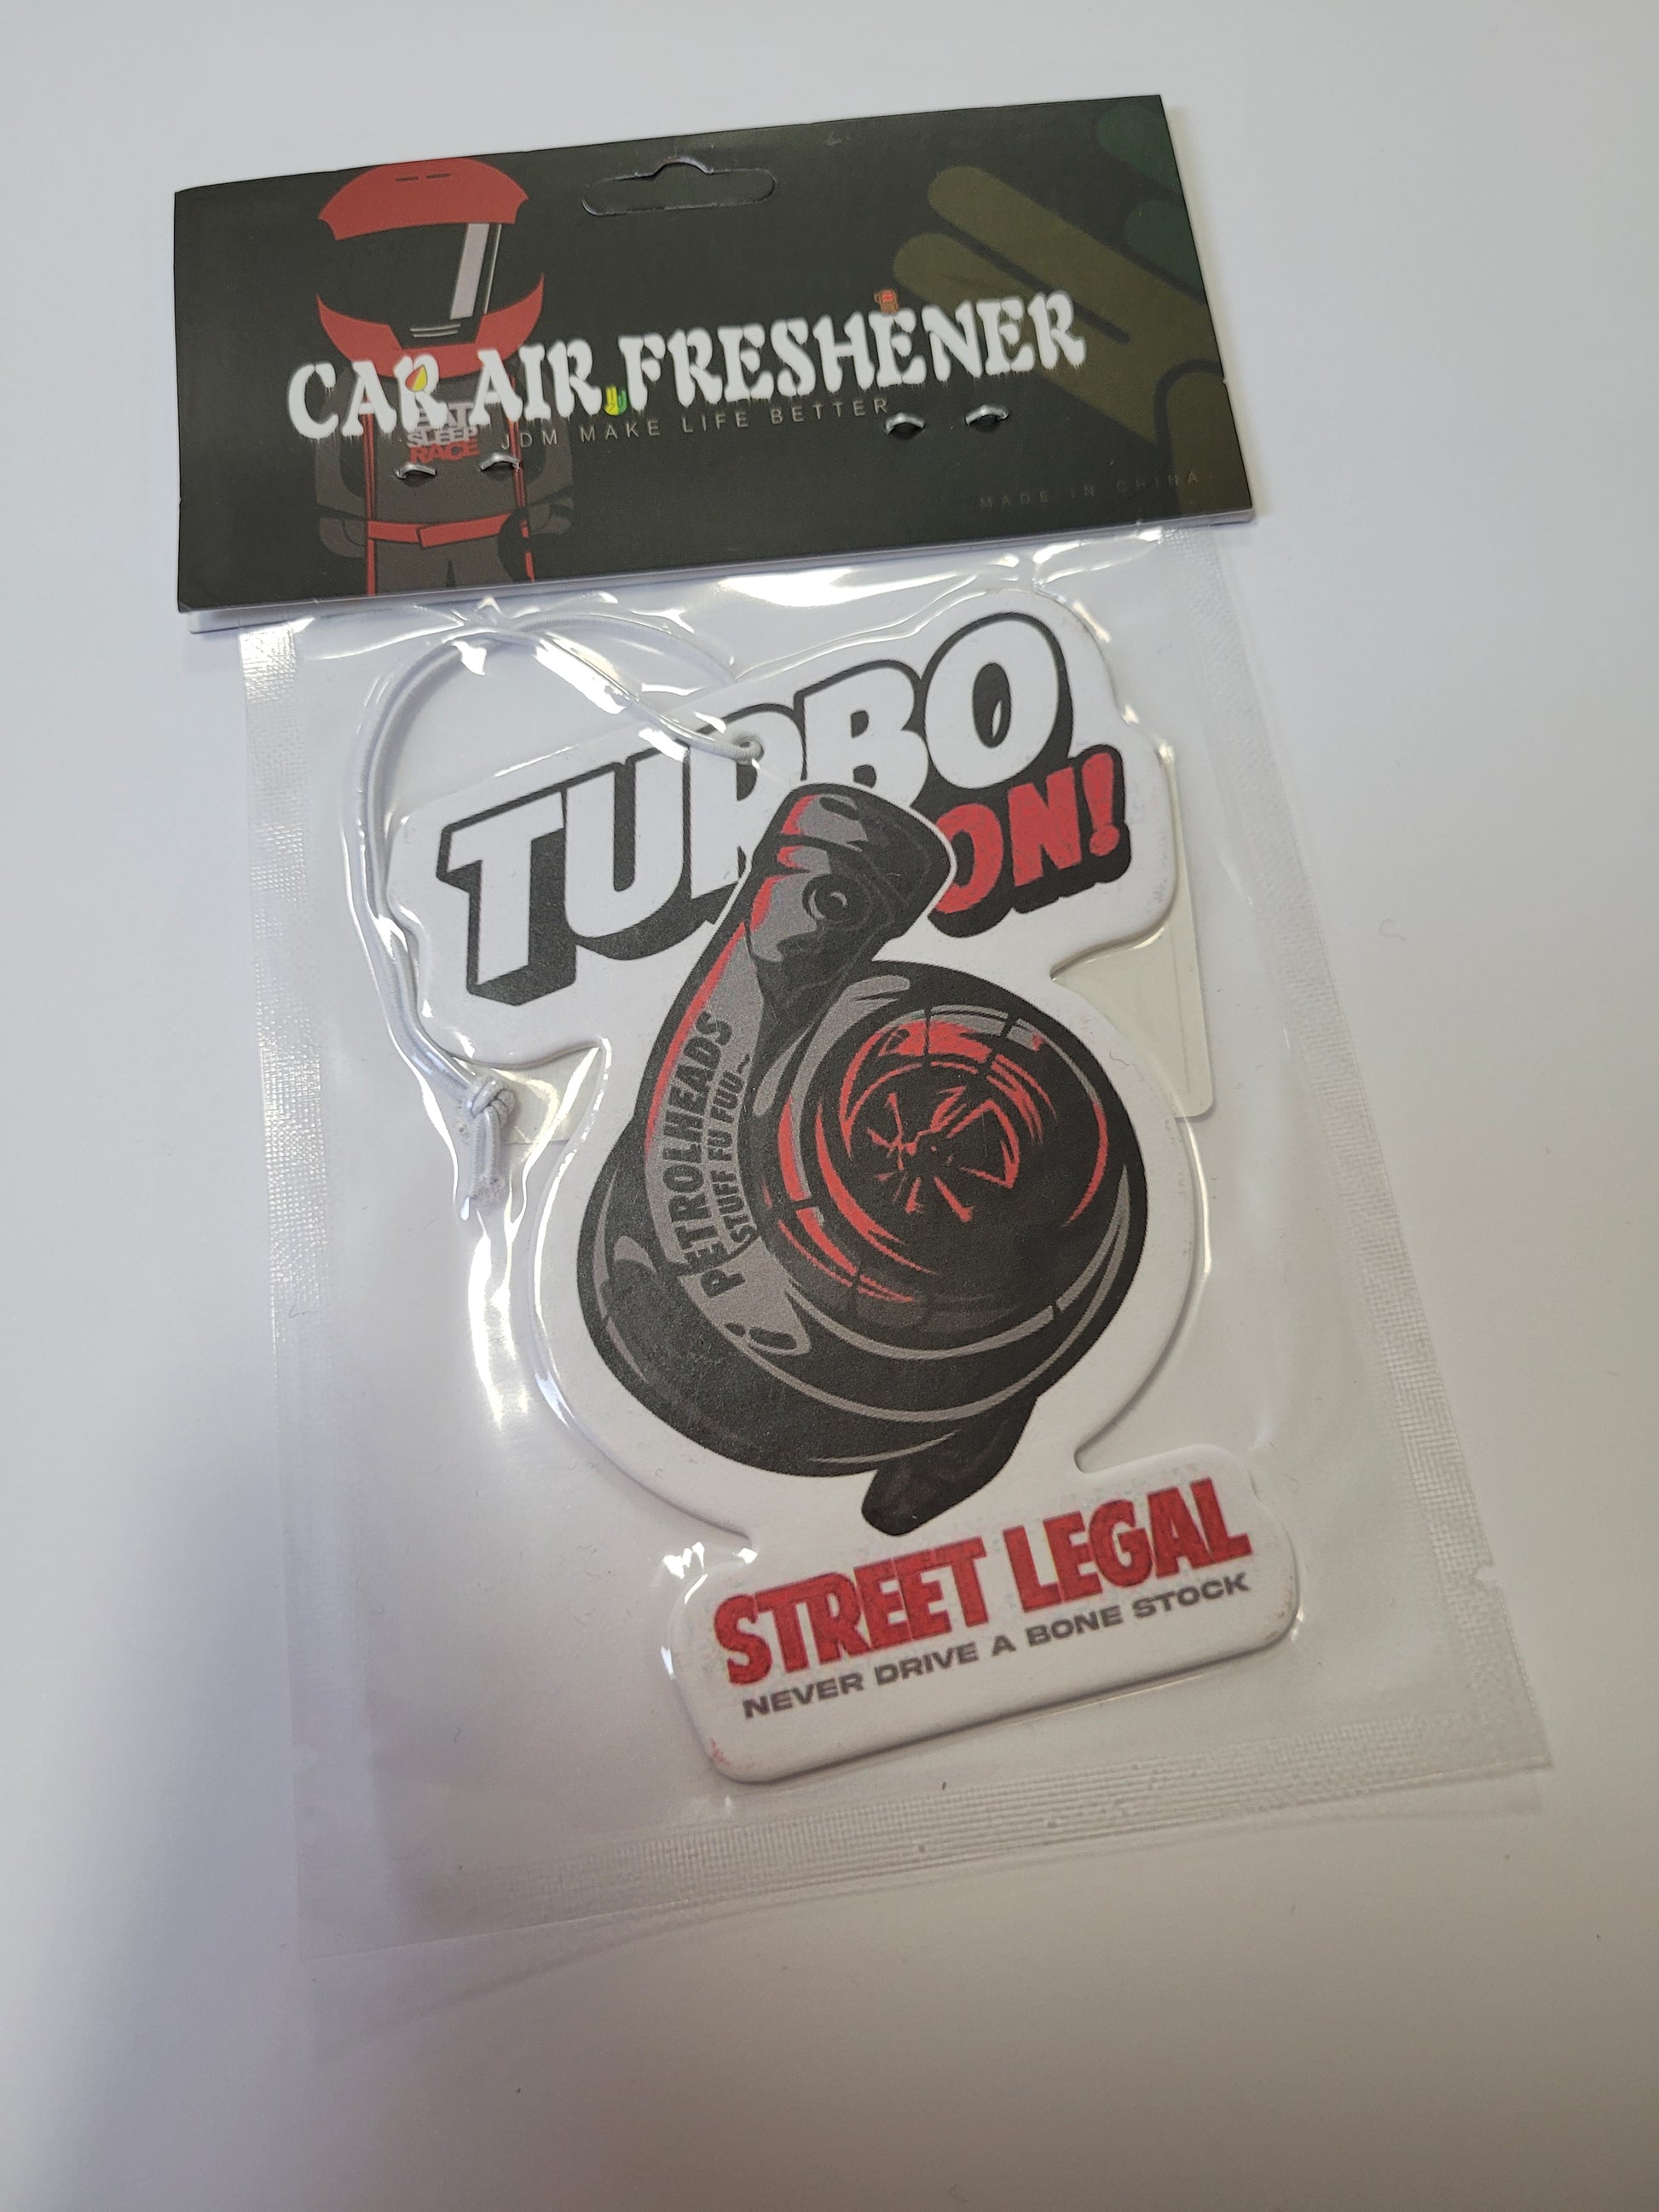 CAR AIR FRESHENER
EAT
SLEEP
RACE
JDM MAKE LIFE BETTER
MADE IN CHINA
TURBO
ON!
PETROLHEADS
STUFF FU FUU~
STREET LEGAL
NEVER DRIVE A BONE STOCK